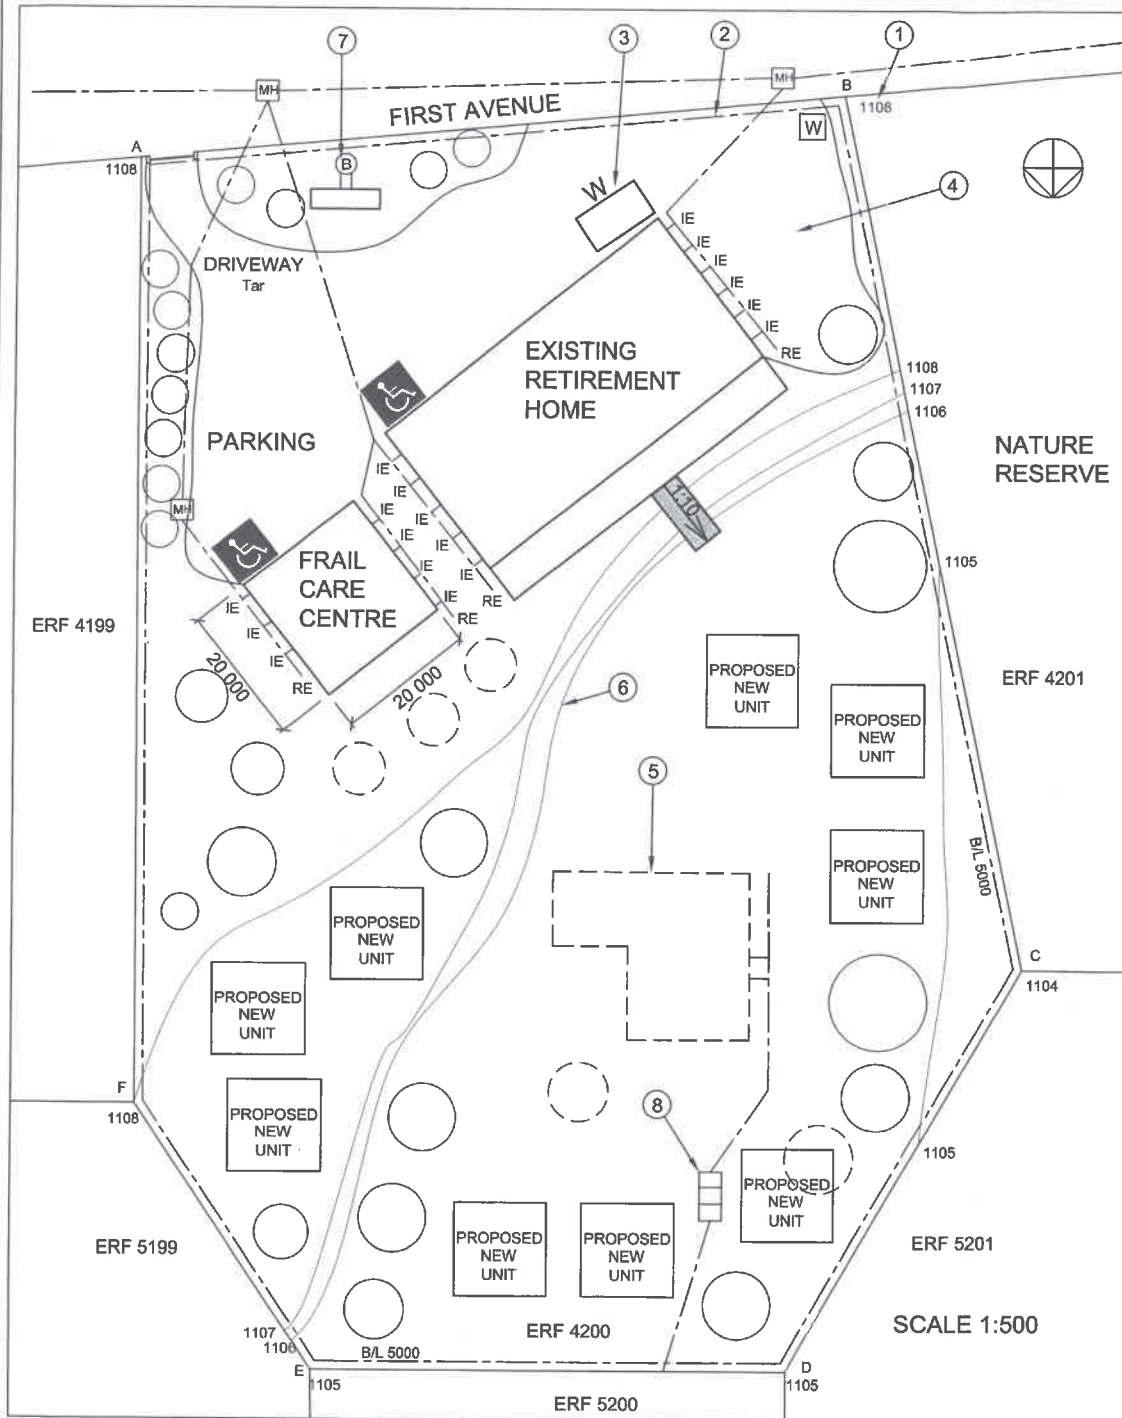 7
3
2
1
MH
MH
FIRST AVENUE
B
1108
A
1108
B
W
W
4
DRIVEWAY
Tar
IE
IE
IE
IE
IE
IE
RE
EXISTING
RETIREMENT
HOME
1108
1107
1106
PARKING
NATURE
RESERVE
IE
IE
IE
IE
IE
IE
IE
IE
IE
IE
RE
RE
1:10
MH
FRAIL
CARE
CENTRE
IE
IE
IE
RE
1105
ERF 4199
20 000
20 000
6
PROPOSED
NEW
UNIT
ERF 4201
PROPOSED
NEW
UNIT
5
PROPOSED
NEW
UNIT
B/L 5000
PROPOSED
NEW
UNIT
C
1104
PROPOSED
NEW
UNIT
F
1108
PROPOSED
NEW
UNIT
8
1105
PROPOSED
NEW
UNIT
ERF 5199
PROPOSED
NEW
UNIT
PROPOSED
NEW
UNIT
ERF 5201
SCALE 1:500
1107
1106
ERF 4200
B/L 5000
E
1105
D
1105
ERF 5200